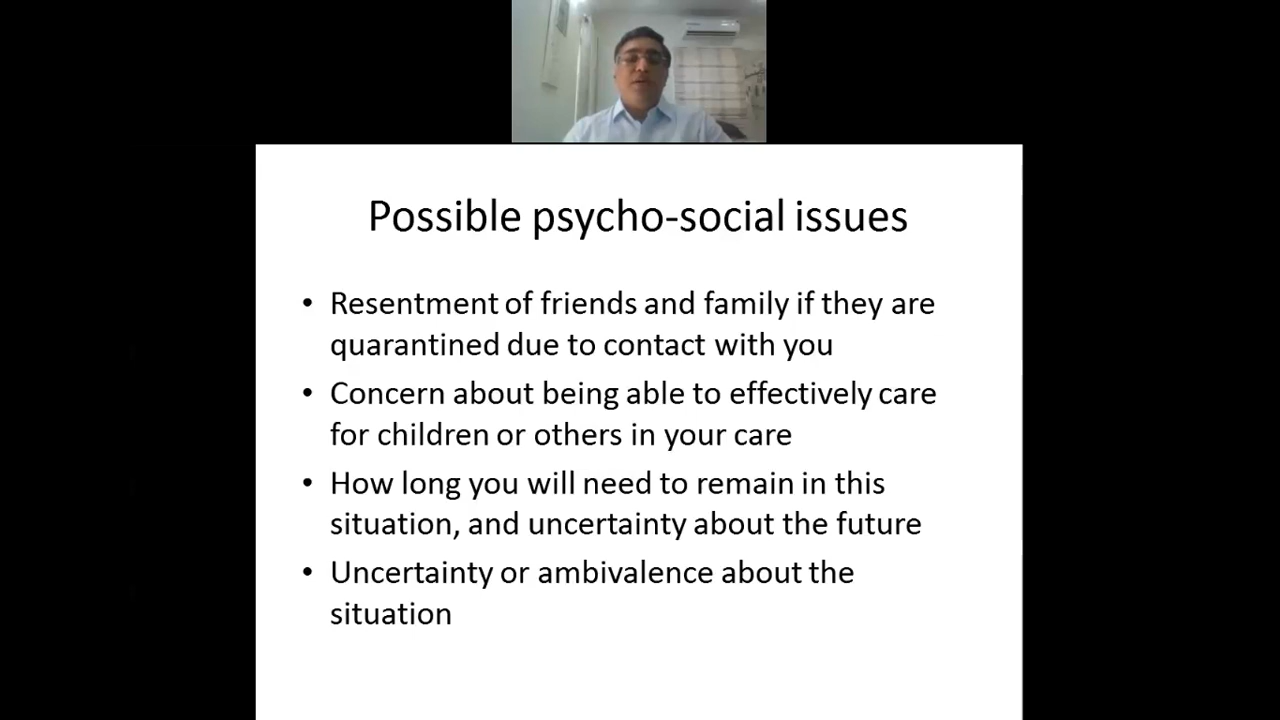 Possible psycho-social issues
• Resentment of friends and family if they are
quarantined due to contact with you
• Concern about being able to effectively care
for children or others in your care
• How long you will need to remain in this
situation, and uncertainty about the future
• Uncertainty or ambivalence about the
situation